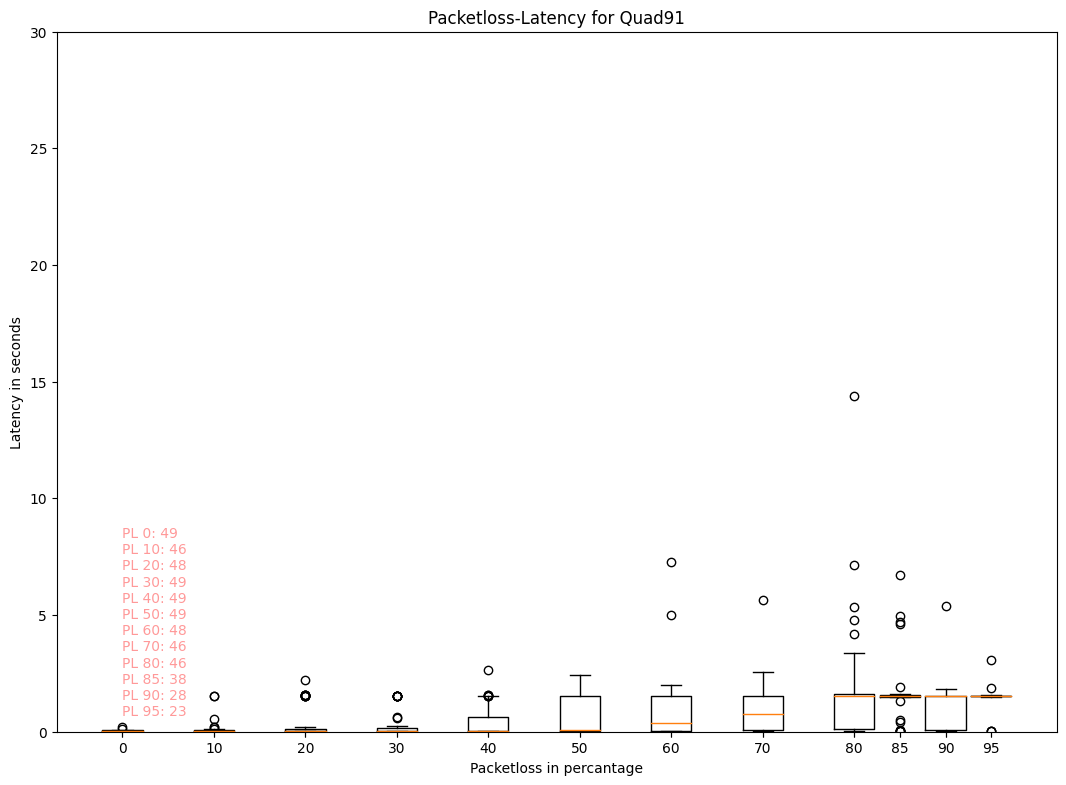 Packetloss-Latency for Quad91
30
25
20
15
10
5
0
Latency in seconds
PL 0: 49
PL 10: 46
PL 20: 48
PL 30: 49
PL 40: 49
PL 50: 49
PL 60: 48
PL 70: 46
PL 80: 46
PL 85: 38
PL 90: 28
PL 95: 23
0 10 20 30 40 50 60 70 80 85 90 95
Packetloss in percantage